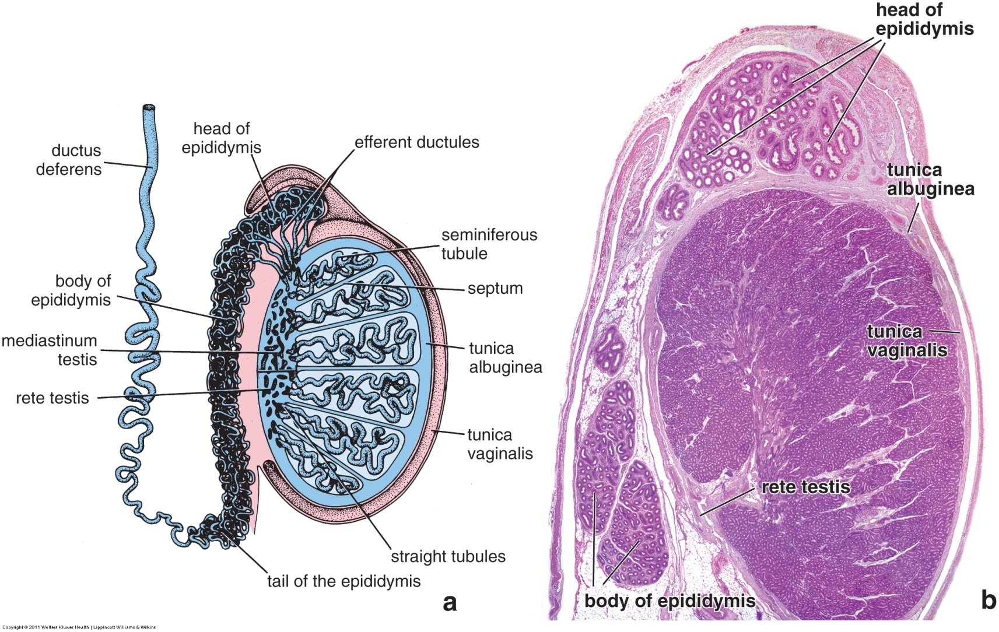 head of
epididymis
efferent ductules
ductus
deferens
seminiferous
tubule
body of
epididymis
septum
mediastinum
testis
tunica
albuginea
rete testis
tunica
vaginalis
straight tubules
tail of the epididymis
a
head of
epididymis
tunica
albuginea
tunica
vaginalis
rete testis
body of epididymis
b
Copyright © 2011 Wolters Kluwer Health | Lippincott Williams & Wilkins